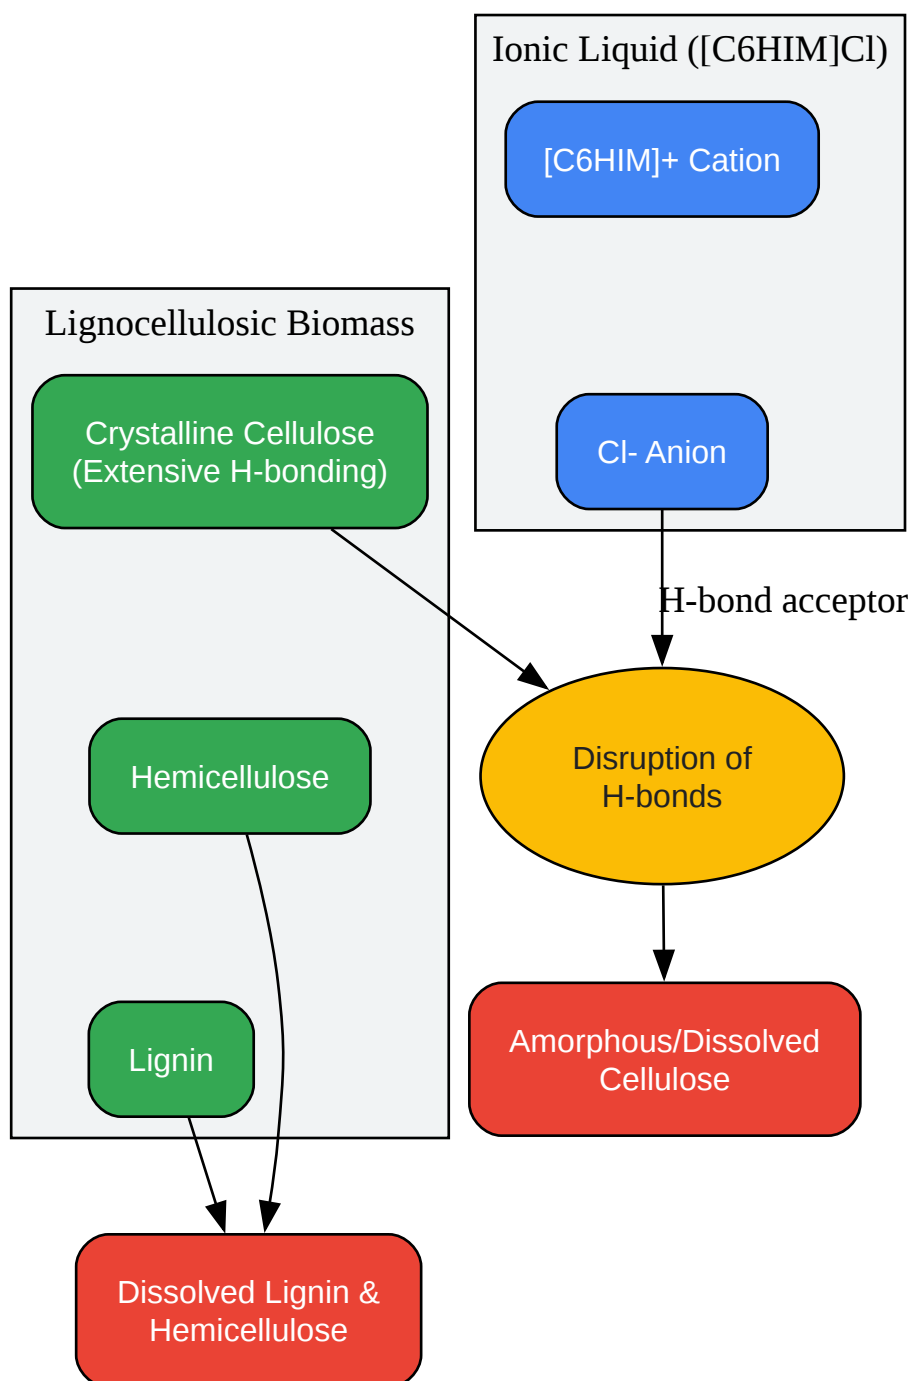 Ionic Liquid ([C6HIM]Cl)
[C6HIM]+ Cation
Lignocellulosic Biomass
Crystalline Cellulose
(Extensive H-bonding)
Cl- Anion
H-bond acceptor
Hemicellulose
Disruption of
H-bonds
Lignin
Amorphous/Dissolved
Cellulose
Dissolved Lignin &
Hemicellulose